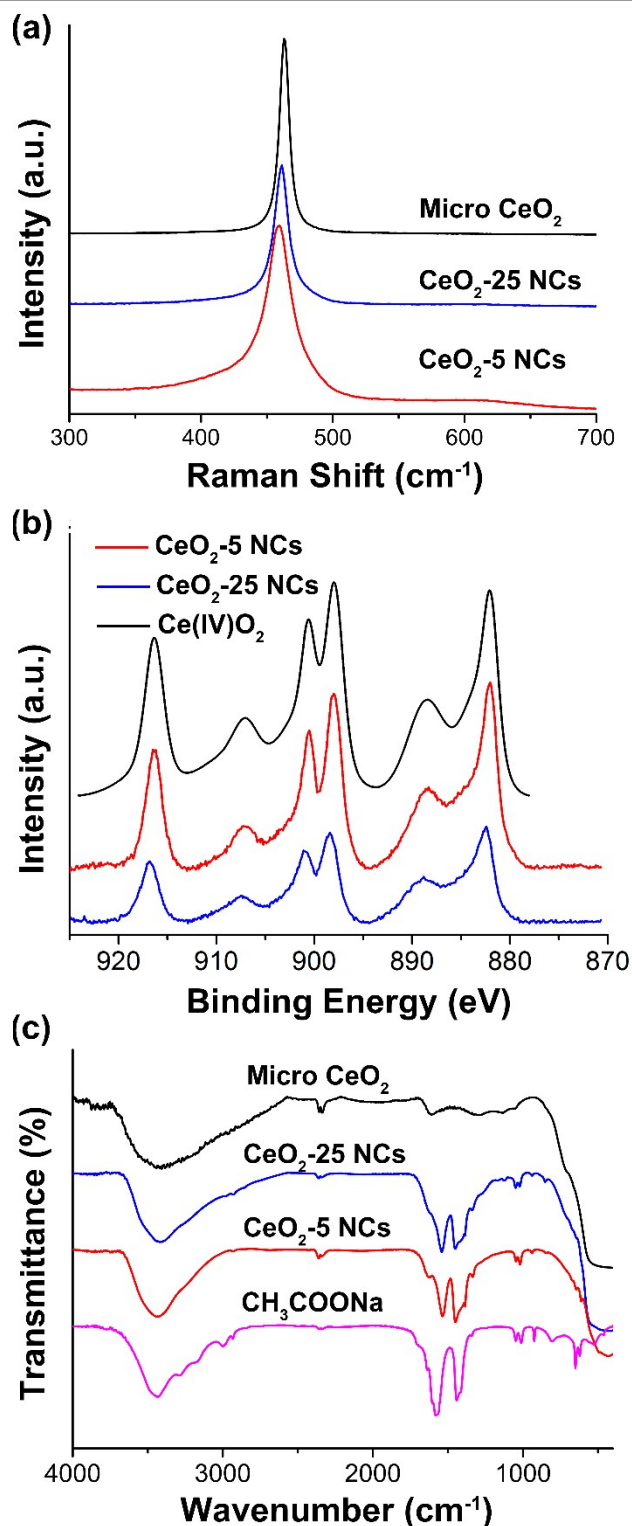 (a)
Intensity (a.u.)
Micro CeO₂
CeO₂-25 NCs
CeO₂-5 NCs
300 400 500 600 700
Raman Shift (cm⁻¹)
(b)
Intensity (a.u.)
CeO₂-5 NCs
CeO₂-25 NCs
Ce(IV)O₂
920 910 900 890 880 870
Binding Energy (eV)
(c)
Transmittance (%)
Micro CeO₂
CeO₂-25 NCs
CeO₂-5 NCs
CH₃COONa
4000 3000 2000 1000
Wavenumber (cm⁻¹)